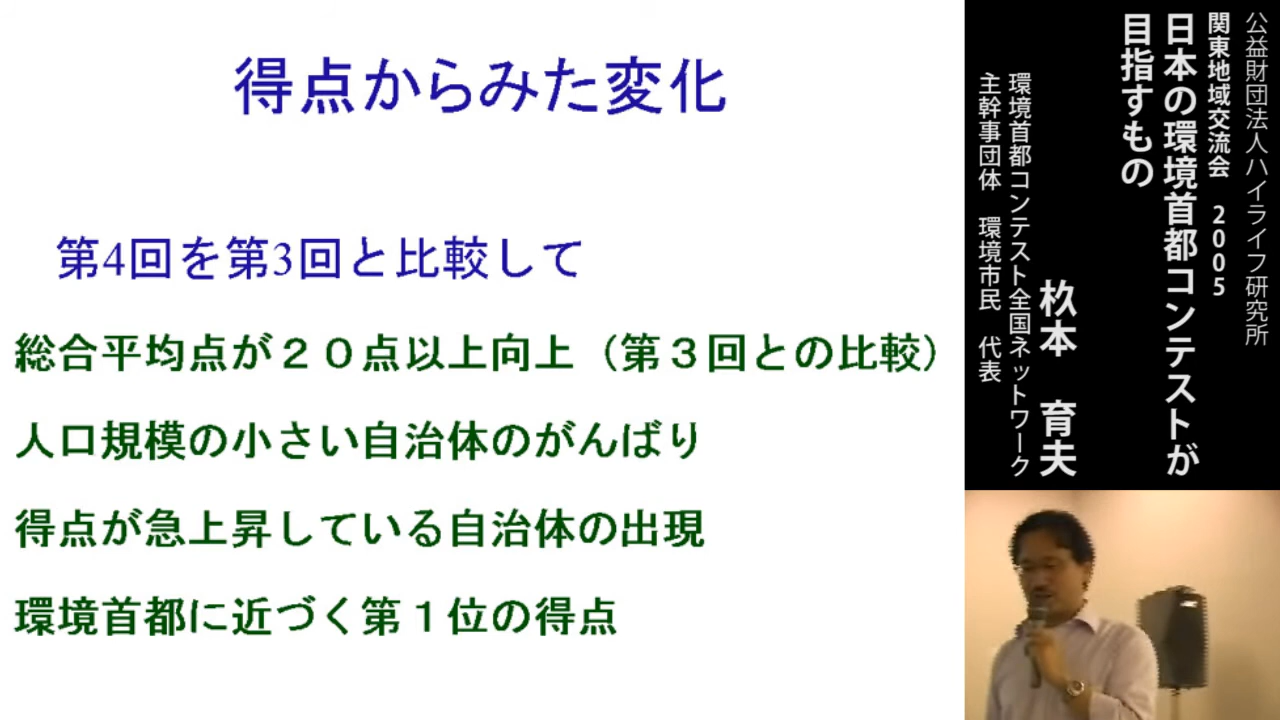 得点からみた変化
第4回を第3回と比較して
総合平均点が２０点以上向上（第３回との比較）
人口規模の小さい自治体のがんばり
得点が急上昇している自治体の出現
環境首都に近づく第１位の得点
公益財団法人ハイライフ研究所
関東地域交流会　2005
日本の環境首都コンテストが
目指すもの
杦本　育夫
環境首都コンテスト全国ネットワーク
主幹事団体　環境市民　代表